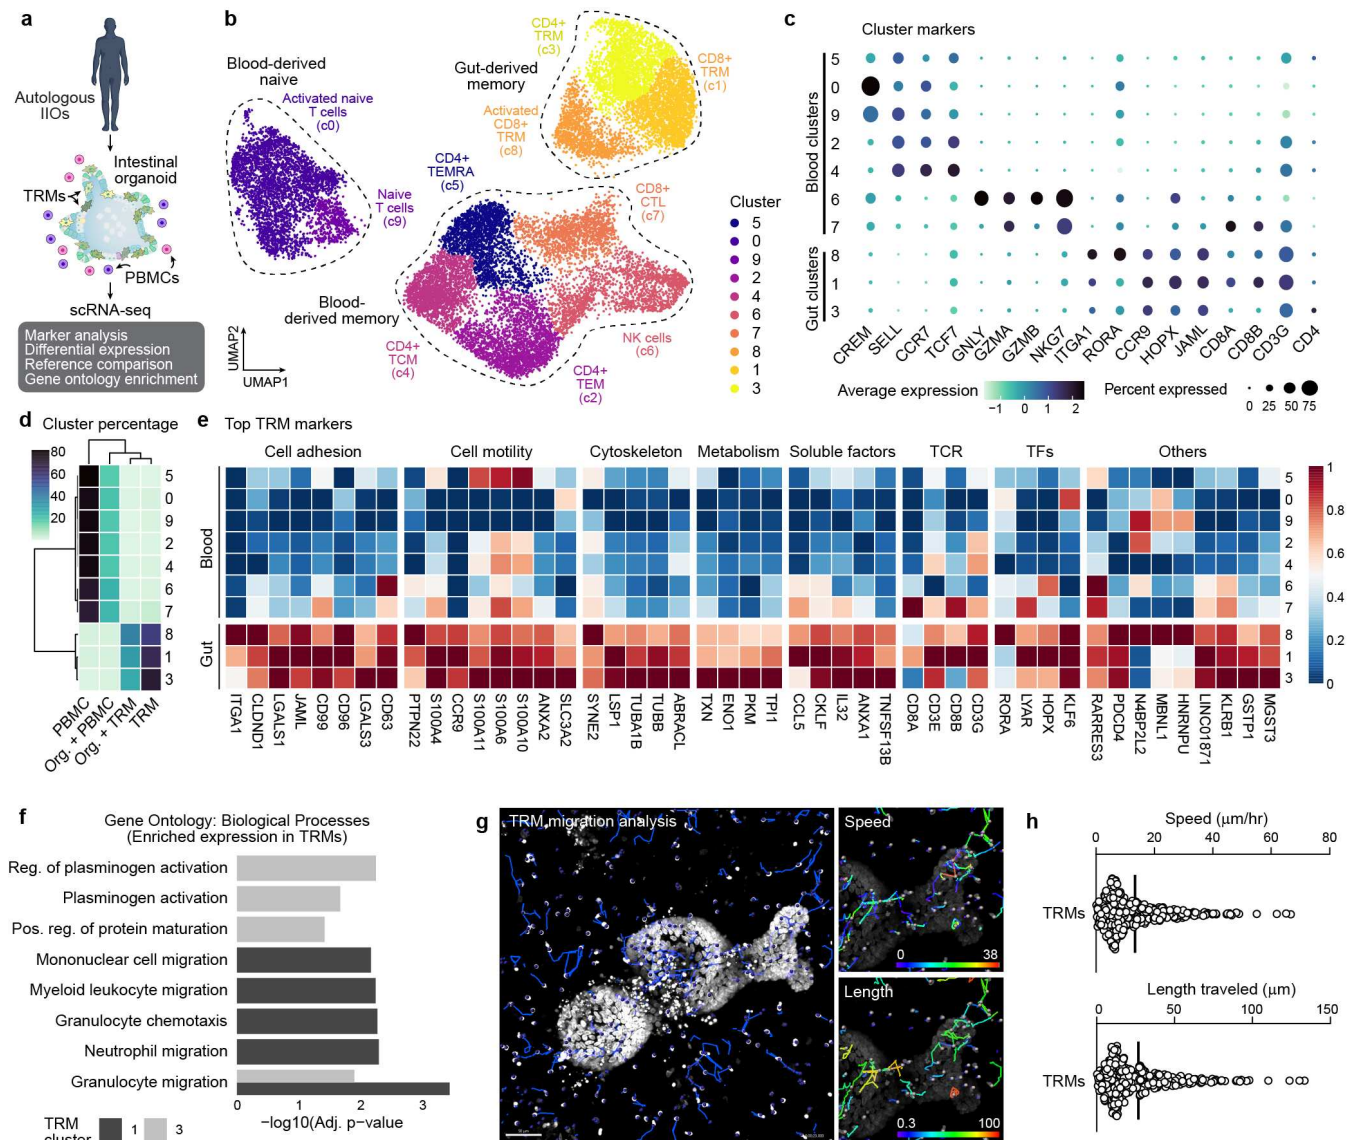 a
Autologous
IIOs
Intestinal
organoid
TRMs
PBMCs
scRNA-seq
Marker analysis
Differential expression
Reference comparison
Gene ontology enrichment
b
Blood-derived
naive
Activated naive
T cells
(c0)
Naive
T cells
(c9)
CD4+
TRM
(c3)
Gut-derived
memory
CD8+
TRM
(c1)
Activated
CD8+
TRM
(c8)
CD4+
TEMRA
(c5)
CD8+
CTL
(c7)
Blood-
derived memory
CD4+
TCM
(c4)
NK cells
(c6)
CD4+
TEM
(c2)
UMAP2
UMAP1
Cluster
5
0
9
2
4
6
7
8
1
3
c
Cluster markers
Blood clusters
Gut clusters
5
0
9
2
4
6
7
8
1
3
CREM
SELL
CCR7
TCF7
GNLY
GZMA
GZMB
NKG7
ITGA1
RORA
CCR9
HOPX
JAML
CD8A
CD8B
CD3G
CD4
Average expression
−1 0 1 2
Percent expressed
0 25 50 75
d
Cluster percentage
80
60
40
20
5
0
9
2
4
6
7
8
1
3
PBMC
Org. + PBMC
Org. + TRM
TRM
e
Top TRM markers
Cell adhesion
Cell motility
Cytoskeleton
Metabolism
Soluble factors
TCR
TFs
Others
Blood
Gut
5
0
9
2
4
6
7
8
1
3
1
0.8
0.6
0.4
0.2
0
ITGA1
CLDND1
LGALS1
JAML
CD99
CD96
LGALS3
CD63
PTPN22
S100A4
CCR9
S100A11
S100A6
S100A10
ANXA2
SLC3A2
SYNE2
LSP1
TUBA1B
TUBB
ABRACL
TXN
ENO1
PKM
TPI1
CCL5
CKLF
IL32
ANXA1
TNFSF13B
CD8A
CD3E
CD8B
CD3G
RORA
LYAR
HOPX
KLF6
RARRES3
PDCD4
N4BP2L2
MBNL1
HNRNPU
LINC01871
KLRB1
GSTP1
MGST3
f
Gene Ontology: Biological Processes
(Enriched expression in TRMs)
Reg. of plasminogen activation
Plasminogen activation
Pos. reg. of protein maturation
Mononuclear cell migration
Myeloid leukocyte migration
Granulocyte chemotaxis
Neutrophil migration
Granulocyte migration
0 1 2 3
−log10(Adj. p−value
TRM
cluster
1 3
g
TRM migration analysis
Speed
0 38
Length
0.3 100
h
Speed (μm/hr)
0 20 40 60 80
TRMs
Length traveled (μm)
0 50 100 150
TRMs